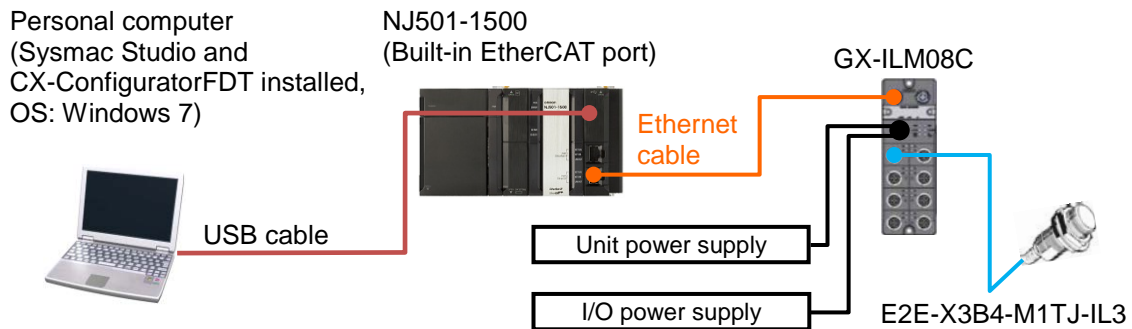 Personal computer
(Sysmac Studio and
CX-ConfiguratorFDT installed,
OS: Windows 7)
NJ501-1500
(Built-in EtherCAT port)
GX-ILM08C
Ethernet
cable
USB cable
Unit power supply
I/O power supply
E2E-X3B4-M1TJ-IL3